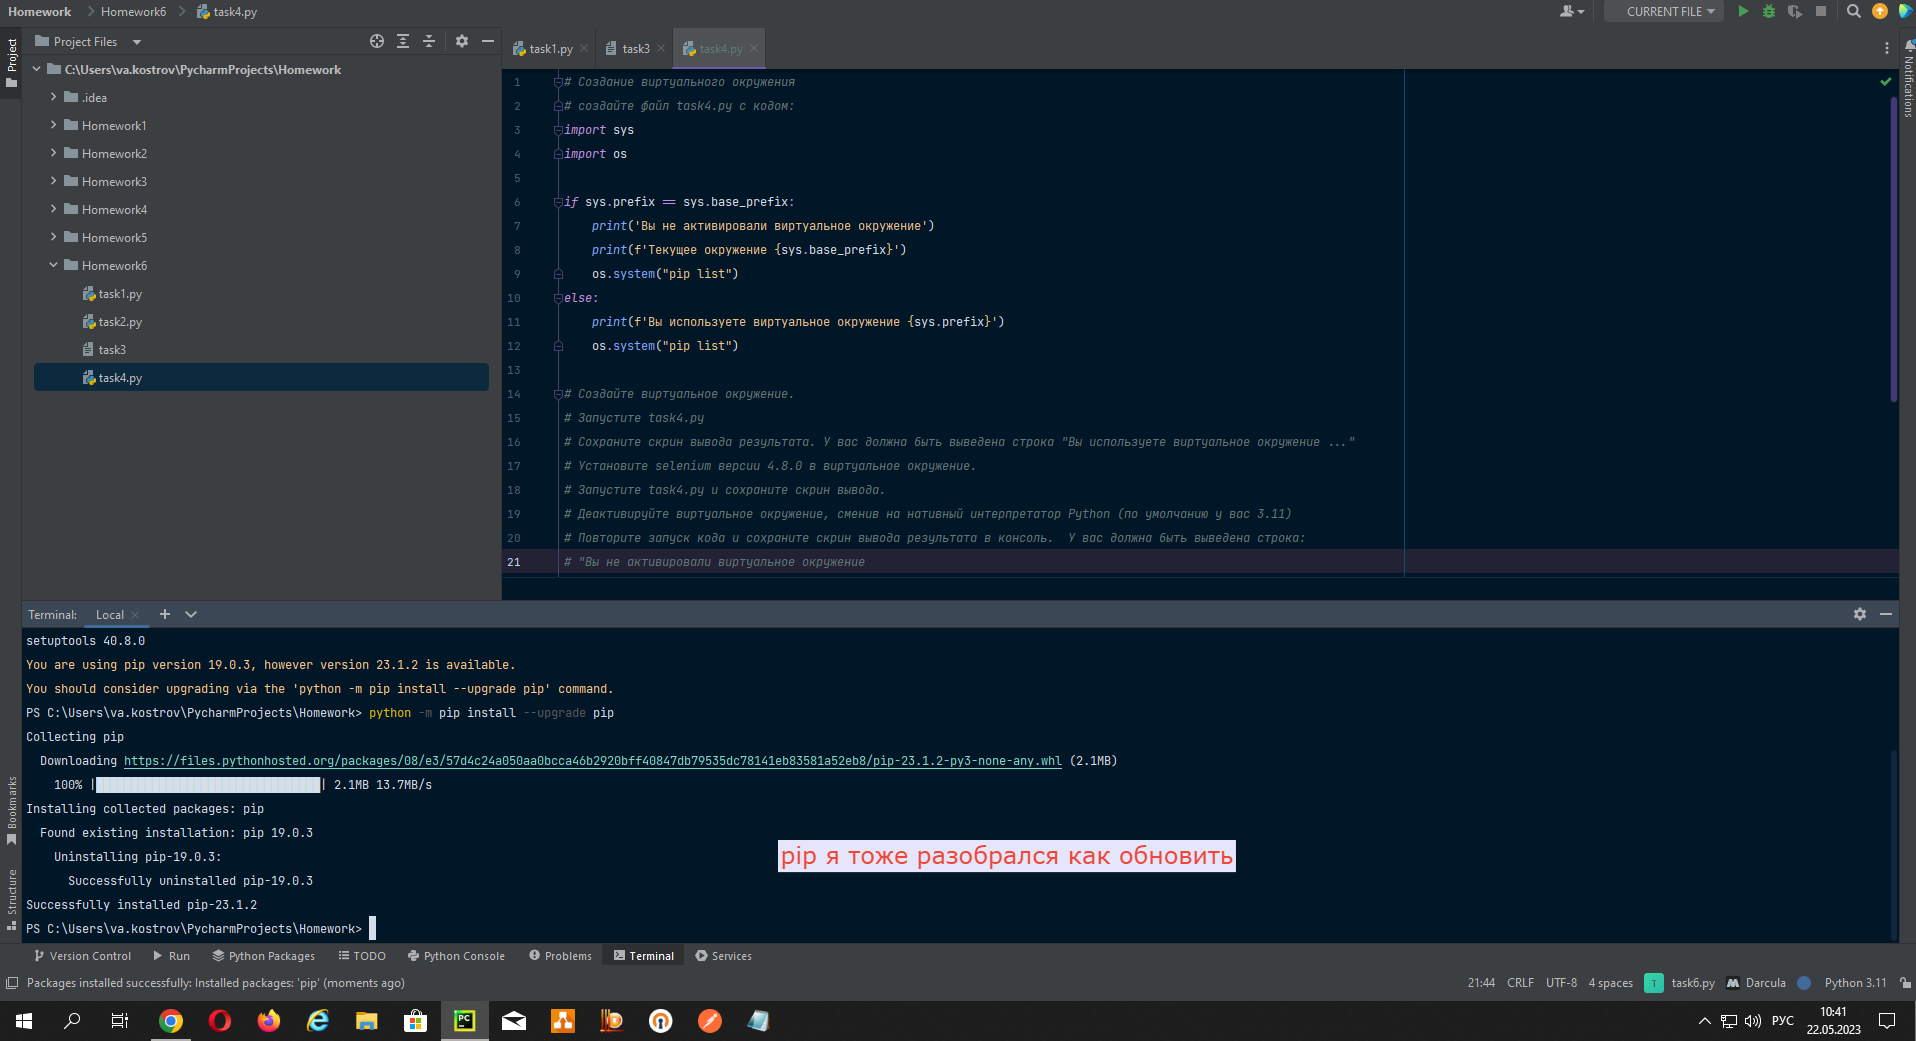 Homework Homework6 task4.py CURRENT FILE
Project Files
task1.py task3 task4.py
Project
Notifications
C:\Users\va.kostrov\PycharmProjects\Homework
.idea
Homework1
Homework2
Homework3
Homework4
Homework5
Homework6
task1.py
task2.py
task3
task4.py
1 # Создание виртуального окружения
2 # создайте файл task4.py с кодом:
3 import sys
4 import os
5
6 if sys.prefix == sys.base_prefix:
7 print('Вы не активировали виртуальное окружение')
8 print(f'Текущее окружение {sys.base_prefix}')
9 os.system("pip list")
10 else:
11 print(f'Вы используете виртуальное окружение {sys.prefix}')
12 os.system("pip list")
13
14 # Создайте виртуальное окружение.
15 # Запустите task4.py
16 # Сохраните скрин вывода результата. У вас должна быть выведена строка "Вы используете виртуальное окружение ..."
17 # Установите selenium версии 4.8.0 в виртуальное окружение.
18 # Запустите task4.py и сохраните скрин вывода.
19 # Деактивируйте виртуальное окружение, сменив на нативный интерпретатор Python (по умолчанию у вас 3.11)
20 # Повторите запуск кода и сохраните скрин вывода результата в консоль.  У вас должна быть выведена строка:
21 # "Вы не активировали виртуальное окружение
Terminal: Local
setuptools 40.8.0
You are using pip version 19.0.3, however version 23.1.2 is available.
You should consider upgrading via the 'python -m pip install --upgrade pip' command.
PS C:\Users\va.kostrov\PycharmProjects\Homework> python -m pip install --upgrade pip
Collecting pip
Downloading https://files.pythonhosted.org/packages/08/e3/57d4c24a050aa0bcca46b2920bff40847db79535dc78141eb83581a52eb8/pip-23.1.2-py3-none-any.whl (2.1MB)
100% |████████████████████████████████| 2.1MB 13.7MB/s
Installing collected packages: pip
Found existing installation: pip 19.0.3
Uninstalling pip-19.0.3:
Successfully uninstalled pip-19.0.3
Successfully installed pip-23.1.2
PS C:\Users\va.kostrov\PycharmProjects\Homework>
pip я тоже разобрался как обновить
Bookmarks
Structure
Version Control Run Python Packages TODO Python Console Problems Terminal Services
Packages installed successfully: Installed packages: 'pip' (moments ago) 21:44 CRLF UTF-8 4 spaces task6.py Darcula Python 3.11
РУС 10:41
22.05.2023